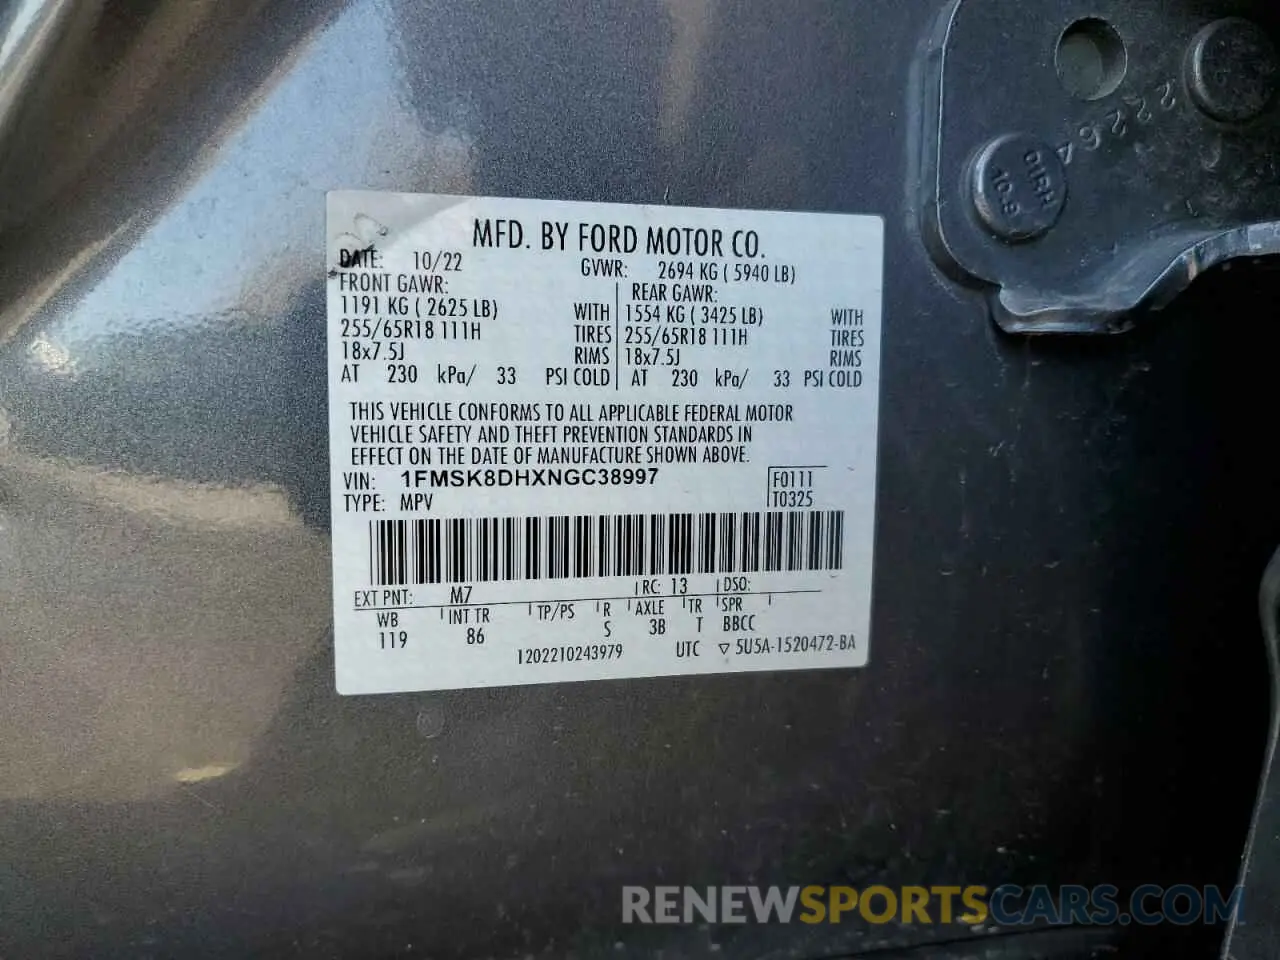 MFD. BY FORD MOTOR CO.
DATE: 10/22 GVWR: 2694 KG ( 5940 LB)
FRONT GAWR: REAR GAWR:
1191 KG ( 2625 LB) WITH 1554 KG ( 3425 LB) WITH
255/65R18 111H TIRES 255/65R18 111H TIRES
18x7.5J RIMS 18x7.5J RIMS
AT 230 kPa/ 33 PSI COLD AT 230 kPa/ 33 PSI COLD
THIS VEHICLE CONFORMS TO ALL APPLICABLE FEDERAL MOTOR
VEHICLE SAFETY AND THEFT PREVENTION STANDARDS IN
EFFECT ON THE DATE OF MANUFACTURE SHOWN ABOVE.
VIN: 1FMSK8DHXNGC38997 F0111
TYPE: MPV T0325
EXT PNT: M7 RC: 13 DSO:
WB INT TR TP/PS R AXLE TR SPR
119 86 S 3B T BBCC
1202210243979 UTC ▽ 5U5A-1520472-BA
22264
OIRH
10.9
RENEWSPORTSCARS.COM